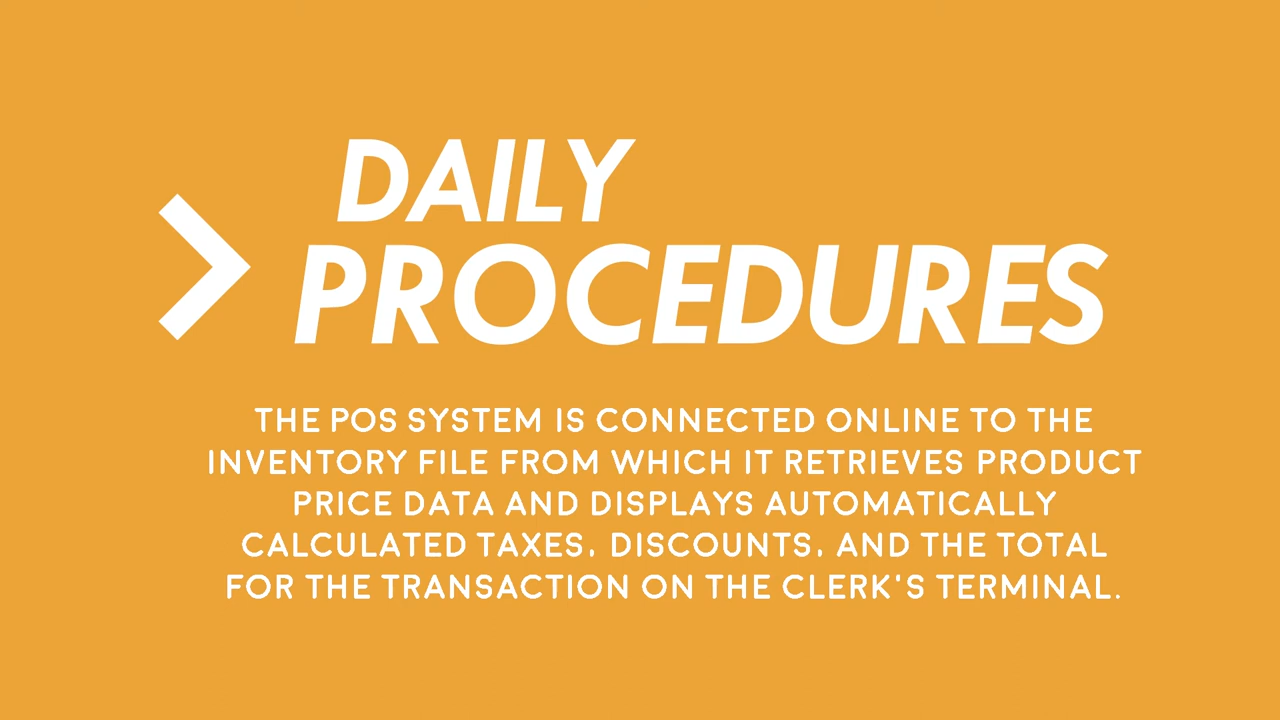 DAILY
PROCEDURES
THE POS SYSTEM IS CONNECTED ONLINE TO THE
INVENTORY FILE FROM WHICH IT RETRIEVES PRODUCT
PRICE DATA AND DISPLAYS AUTOMATICALLY
CALCULATED TAXES, DISCOUNTS, AND THE TOTAL
FOR THE TRANSACTION ON THE CLERK'S TERMINAL.